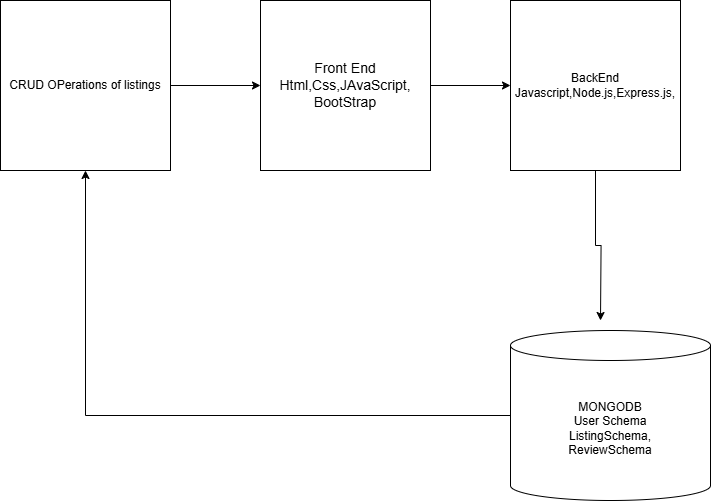 CRUD OPerations of listings
Front End
Html,Css,JAvaScript,
BootStrap
BackEnd
Javascript,Node.js,Express.js,
MONGODB
User Schema
ListingSchema,
ReviewSchema